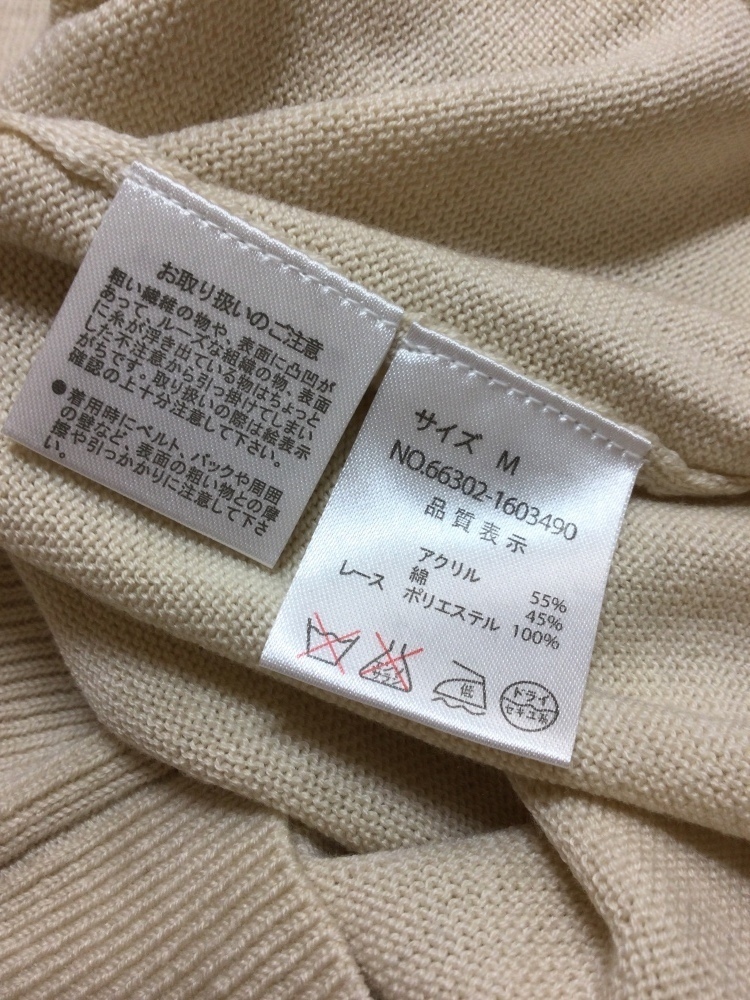 お取り扱いのご注意
粗い繊維の物や、表面に凸凹が
あって、ルーズな組織の物、表面
に糸が浮き出ている物はちょっと
した不注意から引っ掛けてしまい
がちです。取り扱いの際は絵表示
確認の上十分注意して下さい。
●着用時にベルト、バックや周囲
の壁など、表面の粗い物との摩
擦や引っかかりに注意して下さ
い。
サイズ M
NO.66302-1603490
品質表示
アクリル 55%
綿 45%
レース ポリエステル 100%
エンソ
サラシ
低
ドライ
セキユ系